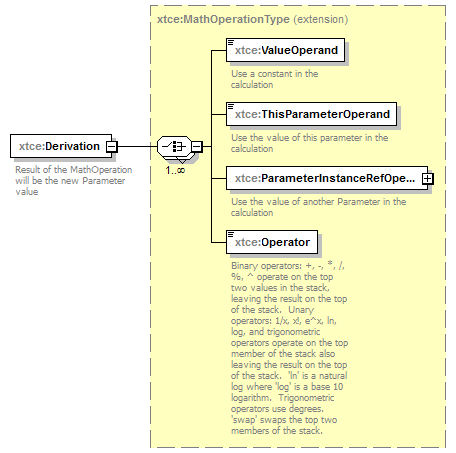 xtce:MathOperationType (extension)
xtce:ValueOperand
Use a constant in the
calculation
xtce:ThisParameterOperand
Use the value of this parameter in the
calculation
xtce:Derivation
Result of the MathOperation
will be the new Parameter
value
1..∞
xtce:ParameterInstanceRefOpe...
Use the value of another Parameter in the
calculation
xtce:Operator
Binary operators: +, -, *, /,
%, ^ operate on the top
two values in the stack,
leaving the result on the top
of the stack. Unary
operators: 1/x, x!, e^x, ln,
log, and trigonometric
operators operate on the top
member of the stack also
leaving the result on the top
of the stack. 'ln' is a natural
log where 'log' is a base 10
logarithm. Trigonometric
operators use degrees.
'swap' swaps the top two
members of the stack.